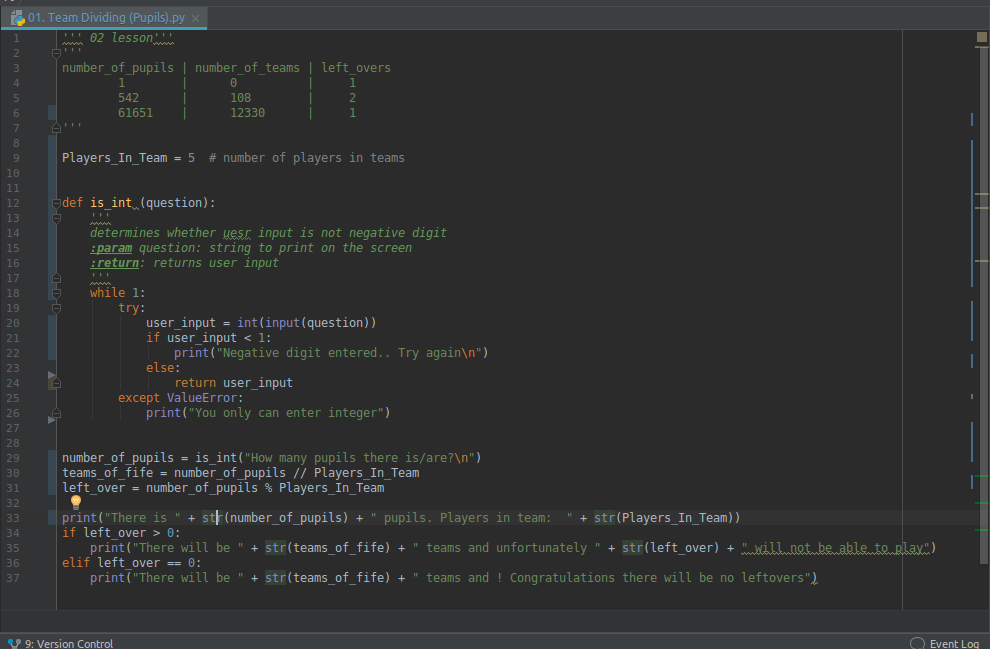 01. Team Dividing (Pupils).py
1 ''' 02 lesson'''
2 '''
3 number_of_pupils | number_of_teams | left_overs
4         1        |      0          |     1
5         542      |      108        |     2
6         61651    |      12330      |     1
7 '''
8
9 Players_In_Team = 5  # number of players in teams
10
11
12 def is_int (question):
13     '''
14     determines whether uesr input is not negative digit
15     :param question: string to print on the screen
16     :return: returns user input
17     '''
18     while 1:
19         try:
20             user_input = int(input(question))
21             if user_input < 1:
22                 print("Negative digit entered.. Try again\n")
23             else:
24                 return user_input
25         except ValueError:
26             print("You only can enter integer")
27
28
29 number_of_pupils = is_int("How many pupils there is/are?\n")
30 teams_of_fife = number_of_pupils // Players_In_Team
31 left_over = number_of_pupils % Players_In_Team
32
33 print("There is " + str(number_of_pupils) + " pupils. Players in team:  " + str(Players_In_Team))
34 if left_over > 0:
35     print("There will be " + str(teams_of_fife) + " teams and unfortunately " + str(left_over) + " will not be able to play")
36 elif left_over == 0:
37     print("There will be " + str(teams_of_fife) + " teams and ! Congratulations there will be no leftovers")
9: Version Control
Event Log